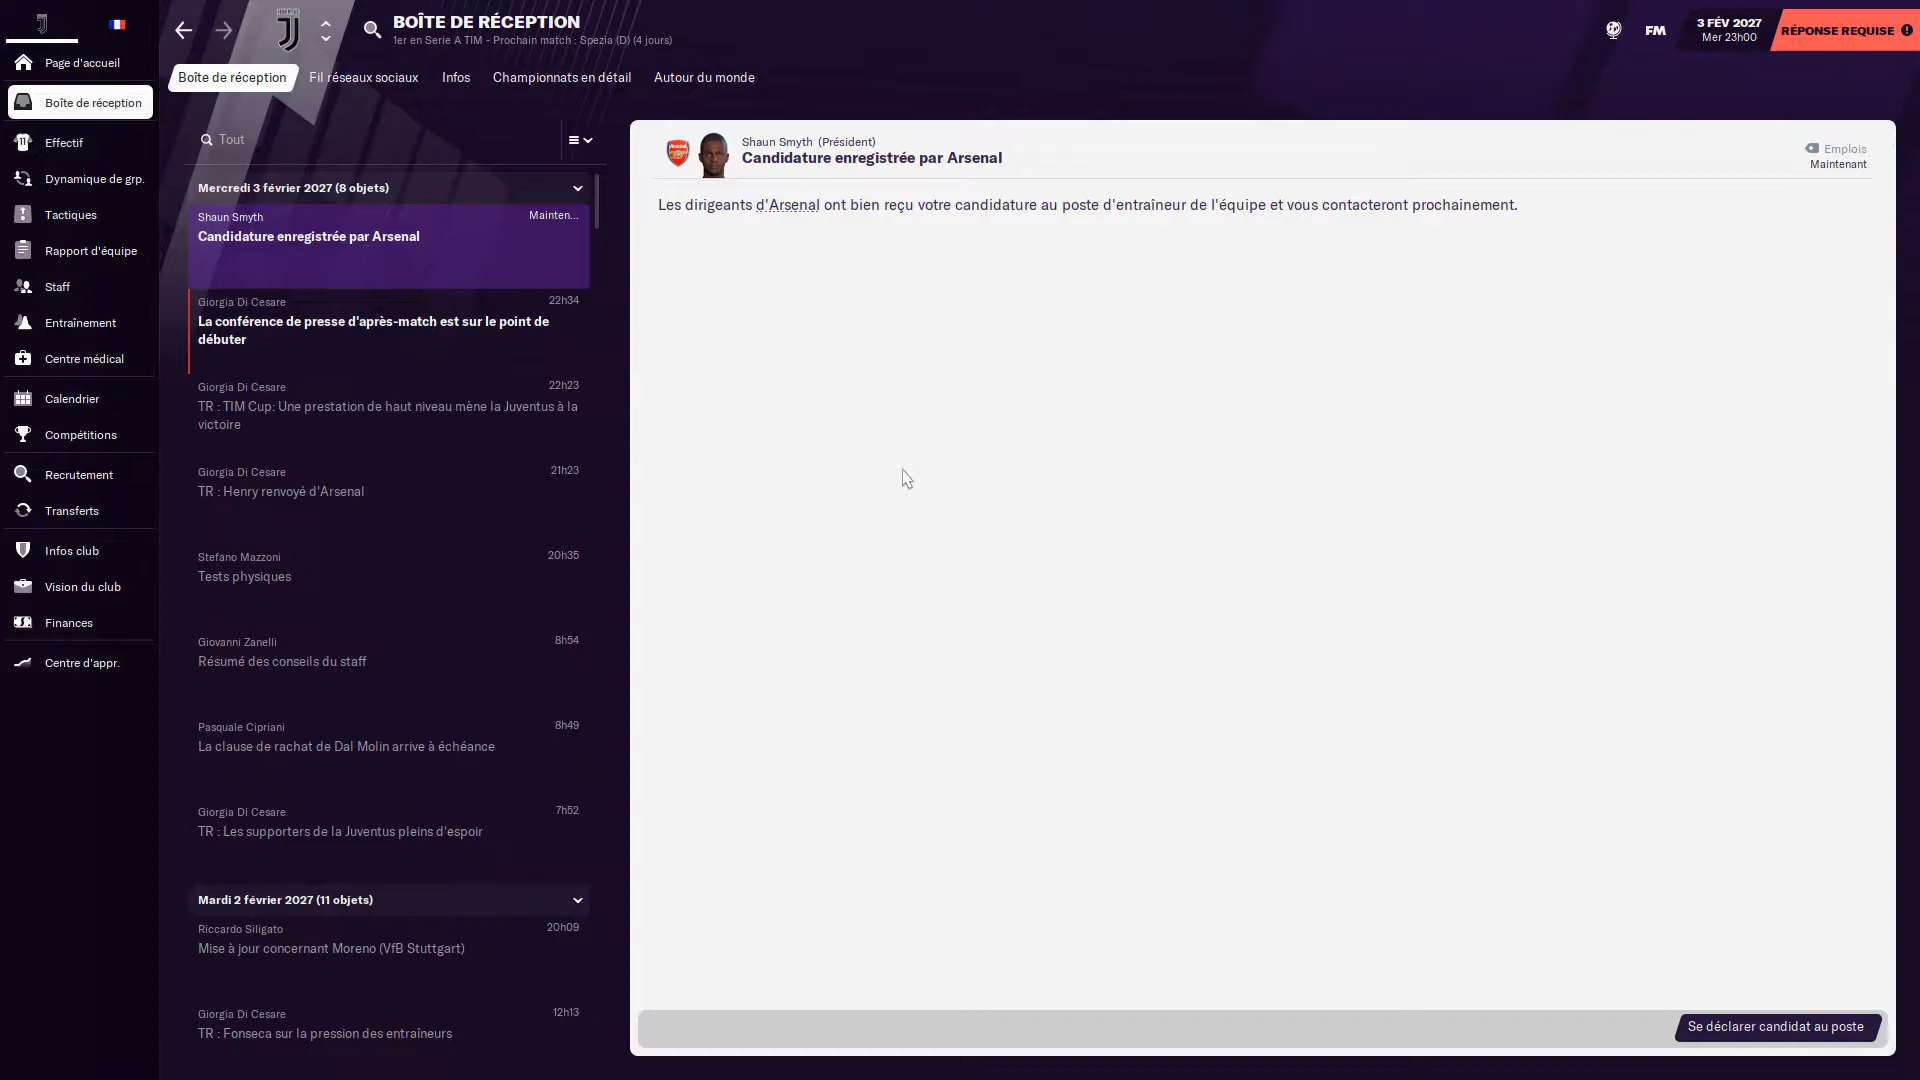 BOÎTE DE RÉCEPTION
1er en Serie A TIM - Prochain match : Spezia (D) (4 jours)
FM
3 FÉV 2027
Mer 23h00
RÉPONSE REQUISE
Boîte de réception
Fil réseaux sociaux
Infos
Championnats en détail
Autour du monde
Page d'accueil
Boîte de réception
Effectif
Dynamique de grp.
Tactiques
Rapport d'équipe
Staff
Entraînement
Centre médical
Calendrier
Compétitions
Recrutement
Transferts
Infos club
Vision du club
Finances
Centre d'appr.
Tout
Mercredi 3 février 2027 (8 objets)
Shaun Smyth
Mainten...
Candidature enregistrée par Arsenal
Giorgia Di Cesare
22h34
La conférence de presse d'après-match est sur le point de
débuter
Giorgia Di Cesare
22h23
TR : TIM Cup: Une prestation de haut niveau mène la Juventus à la
victoire
Giorgia Di Cesare
21h23
TR : Henry renvoyé d'Arsenal
Stefano Mazzoni
20h35
Tests physiques
Giovanni Zanelli
8h54
Résumé des conseils du staff
Pasquale Cipriani
8h49
La clause de rachat de Dal Molin arrive à échéance
Giorgia Di Cesare
7h52
TR : Les supporters de la Juventus pleins d'espoir
Mardi 2 février 2027 (11 objets)
Riccardo Siligato
20h09
Mise à jour concernant Moreno (VfB Stuttgart)
Giorgia Di Cesare
12h13
TR : Fonseca sur la pression des entraîneurs
Shaun Smyth (Président)
Candidature enregistrée par Arsenal
Emplois
Maintenant
Les dirigeants d'Arsenal ont bien reçu votre candidature au poste d'entraîneur de l'équipe et vous contacteront prochainement.
Se déclarer candidat au poste